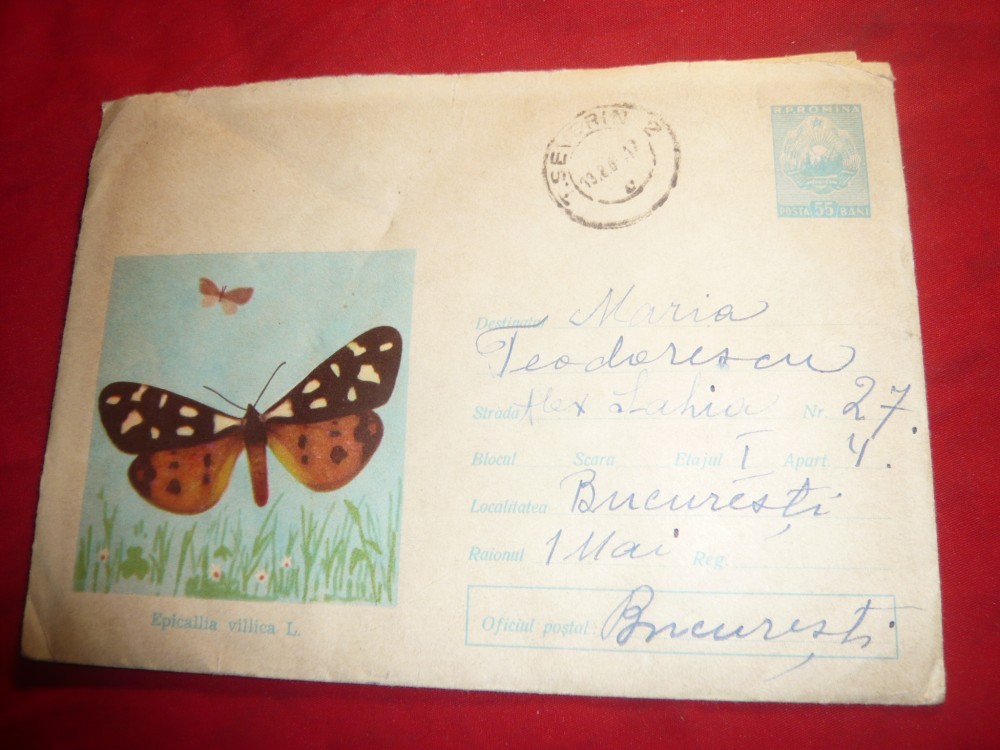 T. SEVERIN 2
R.P.ROMINA
POSTA 55 BANI
Destinatar Maria
Teodorescu
Strada Alex Sahia Nr. 27.
Blocul Scara Etajul I Apart. 4.
Localitatea București
Raionul 1 Mai Reg.
Oficiul poștal București
Epicallia villica L.